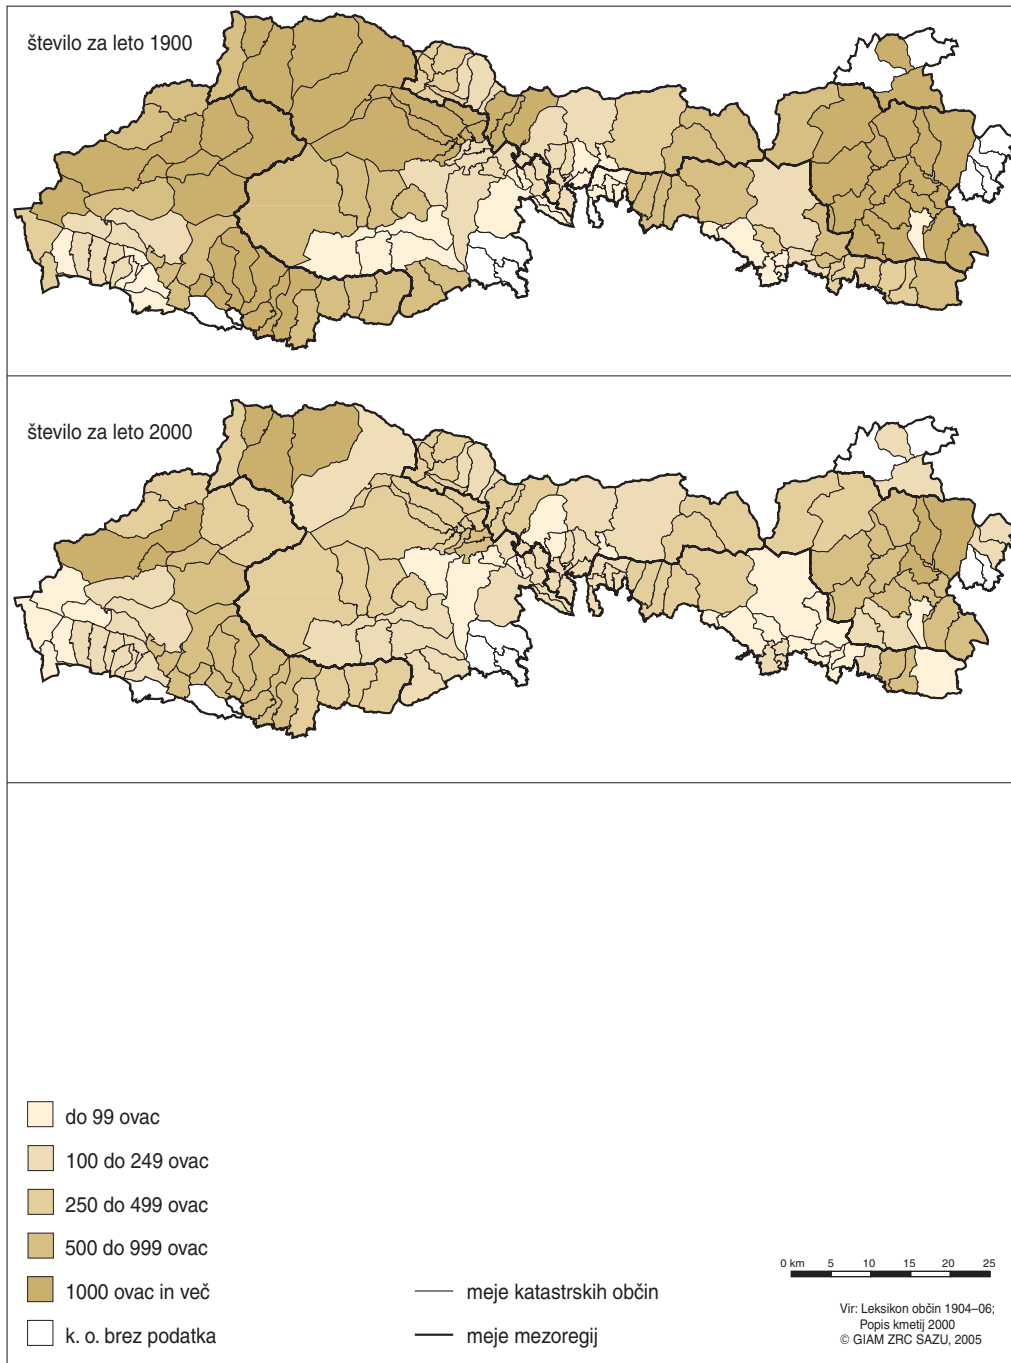 število za leto 1900
število za leto 2000
do 99 ovac
100 do 249 ovac
250 do 499 ovac
500 do 999 ovac
1000 ovac in več
k. o. brez podatka
meje katastrskih občin
meje mezoregij
0 km 5 10 15 20 25
Vir: Leksikon občin 1904–06;
Popis kmetij 2000
© GIAM ZRC SAZU, 2005